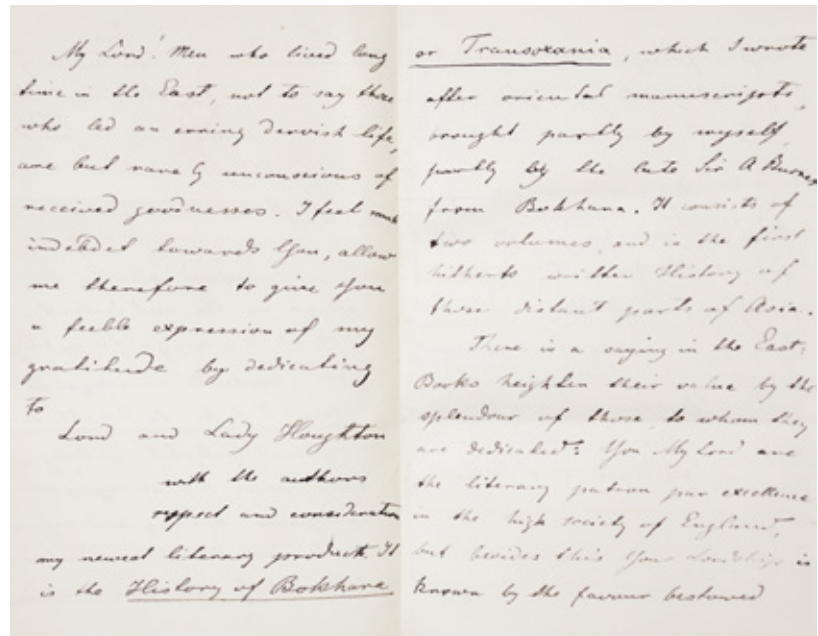 My Lord! Men who lived long
time in the East, not to say those
who led an erring dervish life,
are but rarely unconscious of
received goodnesses. I feel much
indebdet towards You, allow
me therefore to give You
a feeble expression of my
gratitude by dedicating
to
Lord and Lady Houghton
with the authors
respect and consideration
my newest literary product. It
is the History of Bokhara
or Transoxania, which I wrote
after oriental manuscripts,
brought partly by myself,
partly by the late Sir A Burnes
from Bokhara. It consists of
two volumes, and is the first
hitherto written History of
those distant parts of Asia.
There is a saying in the East:
Books heighten their value by the
splendour of those, to whom they
are dedicated: You My Lord are
the literary patron par excellence
in the high society of England,
but besides this Your Lordship is
known by the favour bestowed